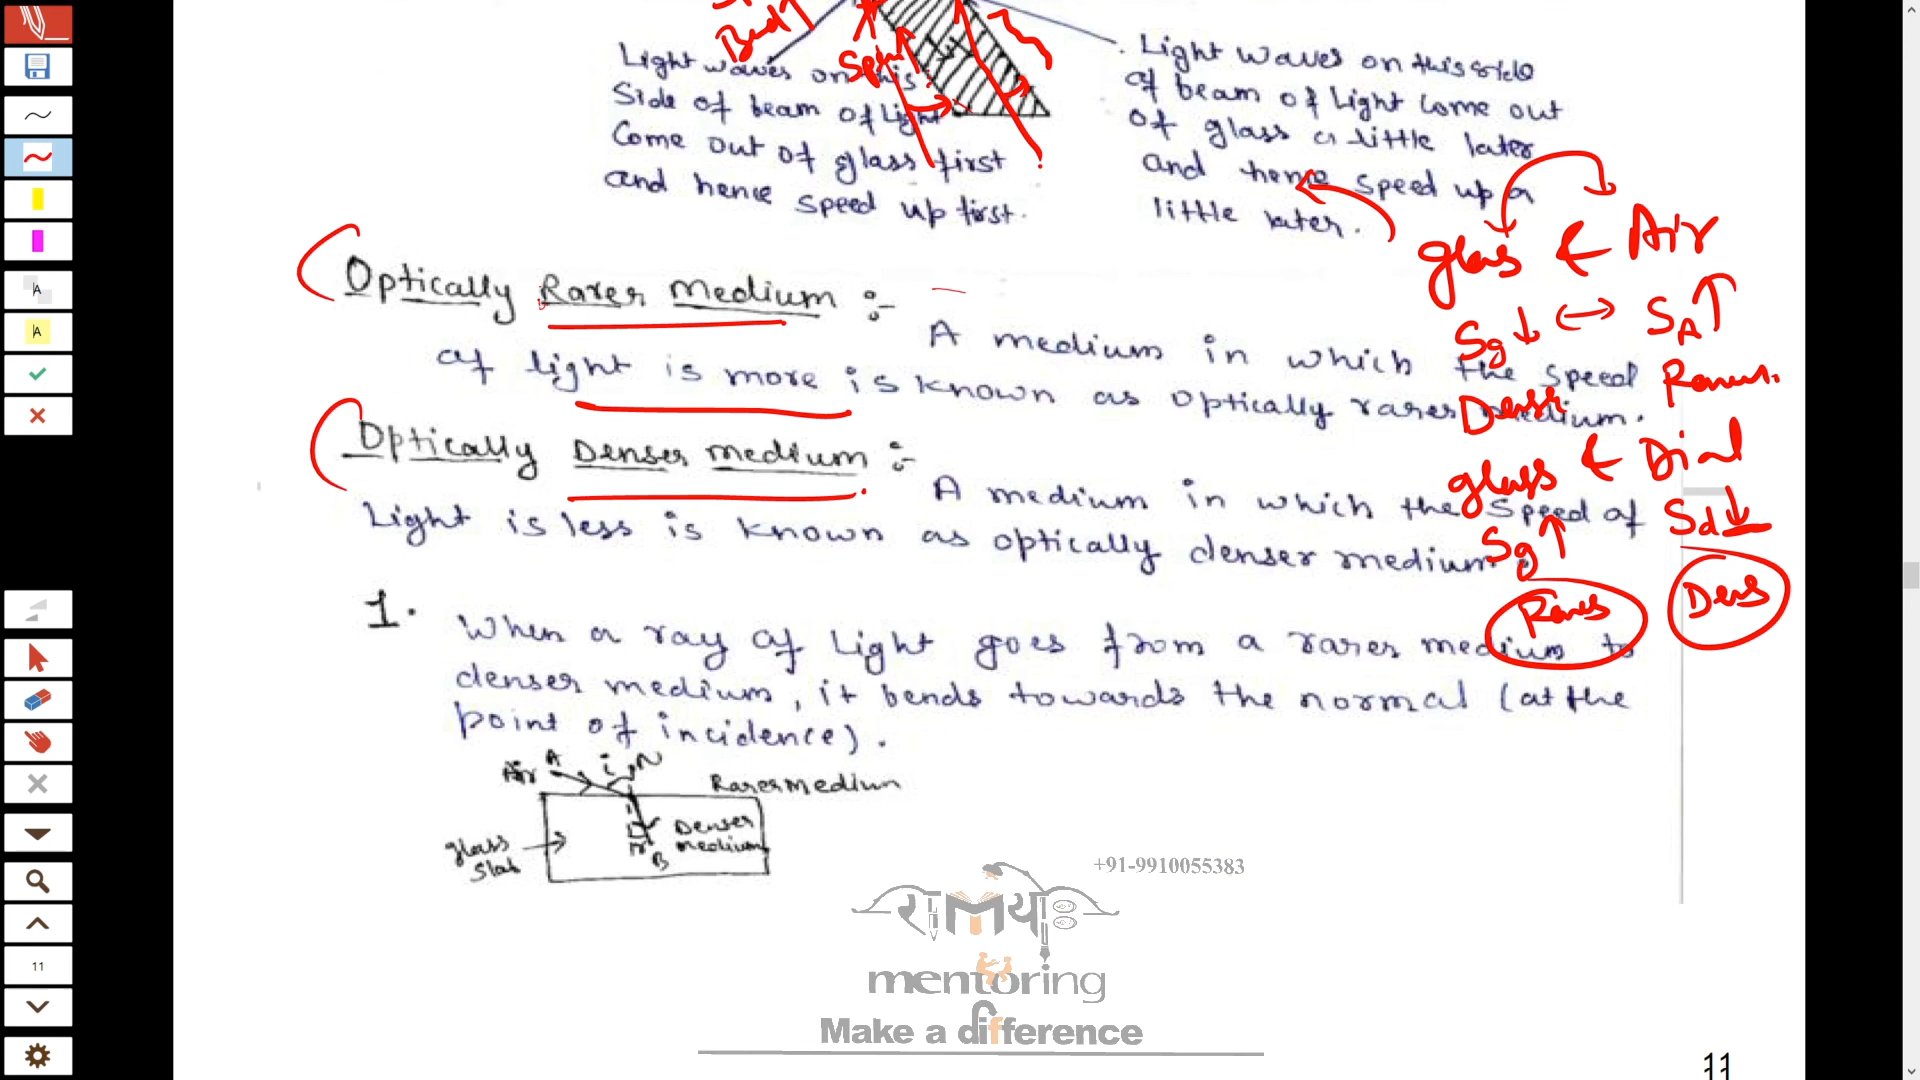 Bend
Speed
Light waves on this
Side of beam of Light
Come out of glass first
and hence speed up first.
Light waves on this side
of beam of Light come out
of glass a little later
and hence speed up a
little later.
glas & Air
Sg ↓ ↔ SA ↑
Optically Rarer medium :-
A medium in which the speed
of light is more is known as optically rarer medium.
Optically Denser medium :-
glass & Dial
A medium in which the speed of
Light is less is known as optically denser medium.
Sg ↑ Sd ↓
1. When a ray of Light goes from a rarer medium to
denser medium, it bends towards the normal (at the
point of incidence).
Air A i N
Rarer medium
glass
slab
Denser
medium
r
B
+91-9910055383
mentoring
Make a difference
11
11